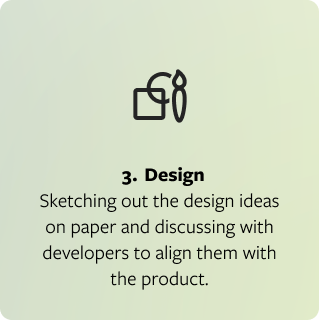 3. Design
Sketching out the design ideas
on paper and discussing with
developers to align them with
the product.